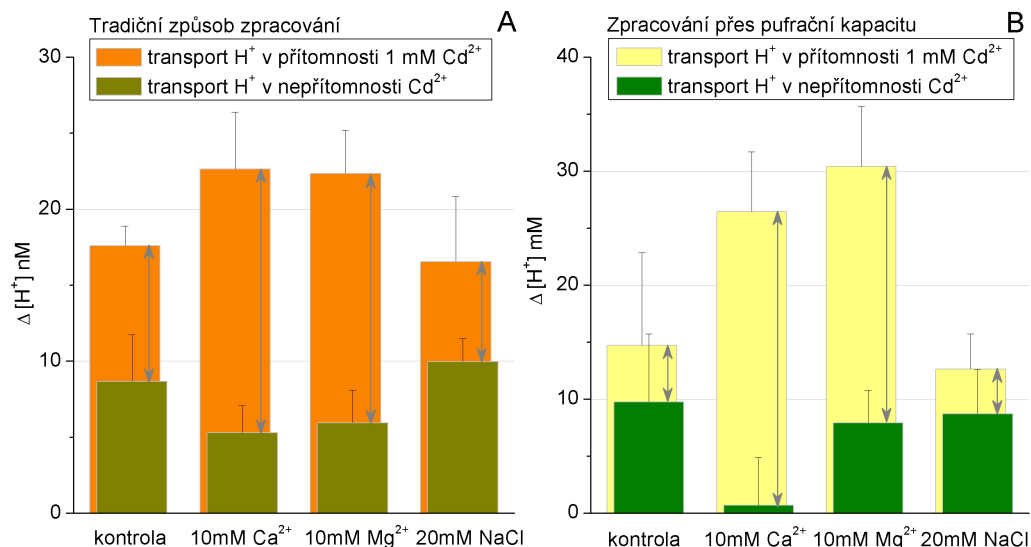 Tradiční způsob zpracování
A
transport H⁺ v přítomnosti 1 mM Cd²⁺
transport H⁺ v nepřítomnosti Cd²⁺
30
20
10
0
Δ [H⁺] nM
kontrola
10mM Ca²⁺
10mM Mg²⁺
20mM NaCl
Zpracování přes pufrační kapacitu
B
transport H⁺ v přítomnosti 1 mM Cd²⁺
transport H⁺ v nepřítomnosti Cd²⁺
40
30
20
10
0
Δ [H⁺] mM
kontrola
10mM Ca²⁺
10mM Mg²⁺
20mM NaCl